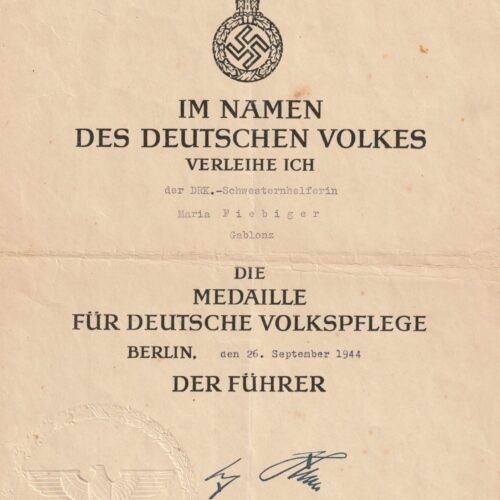 IM NAMEN
DES DEUTSCHEN VOLKES
VERLEIHE ICH
der DRK.-Schwesternhelferin
Maria Fiebiger
Gablonz
DIE
MEDAILLE
FÜR DEUTSCHE VOLKSPFLEGE
BERLIN, den 26. September 1944
DER FÜHRER